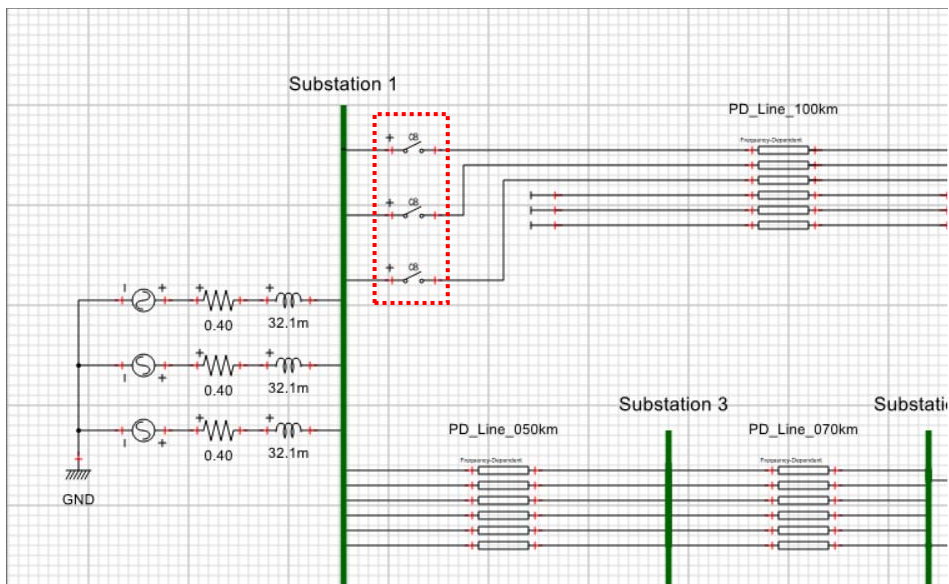 Substation 1
PD_Line_100km
Frequency-Dependent
CB
CB
CB
0.40
32.1m
0.40
32.1m
0.40
32.1m
GND
Substation 3
Substati
PD_Line_050km
PD_Line_070km
Frequency-Dependent
Frequency-Dependent